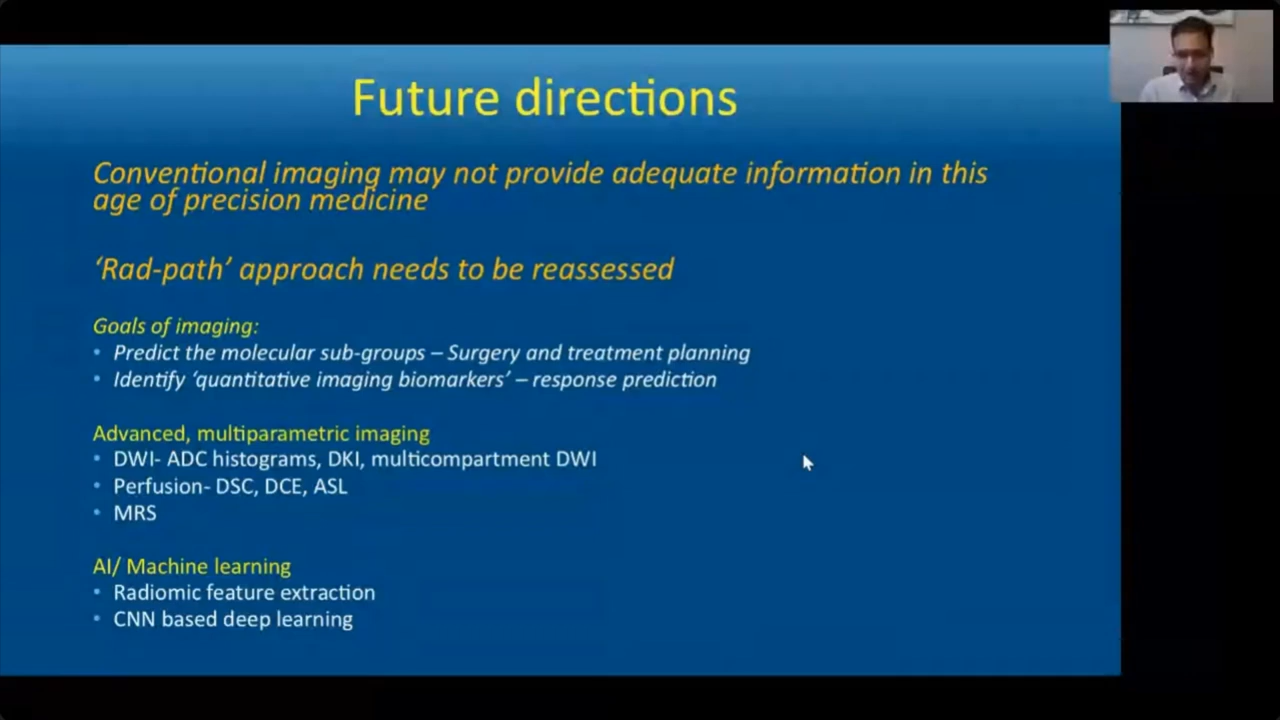 Future directions
Conventional imaging may not provide adequate information in this
age of precision medicine
‘Rad-path’ approach needs to be reassessed
Goals of imaging:
• Predict the molecular sub-groups – Surgery and treatment planning
• Identify ‘quantitative imaging biomarkers’ – response prediction
Advanced, multiparametric imaging
• DWI- ADC histograms, DKI, multicompartment DWI
• Perfusion- DSC, DCE, ASL
• MRS
AI/ Machine learning
• Radiomic feature extraction
• CNN based deep learning